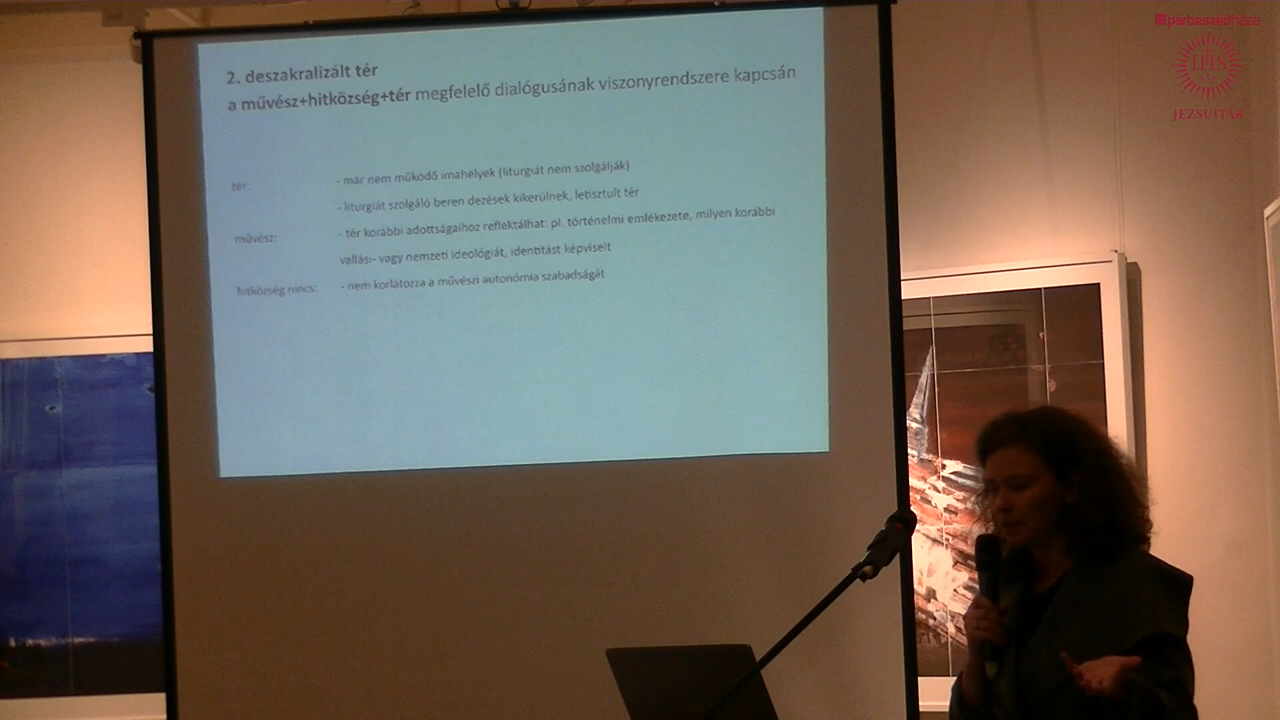 párbeszédháza
IHS
JEZSUITÁK
2. deszakralizált tér
a művész+hitközség+tér megfelelő dialógusának viszonyrendszere kapcsán
tér: - már nem működő imahelyek (liturgiát nem szolgálják)
- liturgiát szolgáló beren dezések kikerülnek, letisztult tér
művész: - tér korábbi adottságaihoz reflektálhat: pl. történelmi emlékezete, milyen korábbi
vallási- vagy nemzeti ideológiát, identitást képviselt
hitközség nincs: - nem korlátozza a művészi autonómia szabadságát